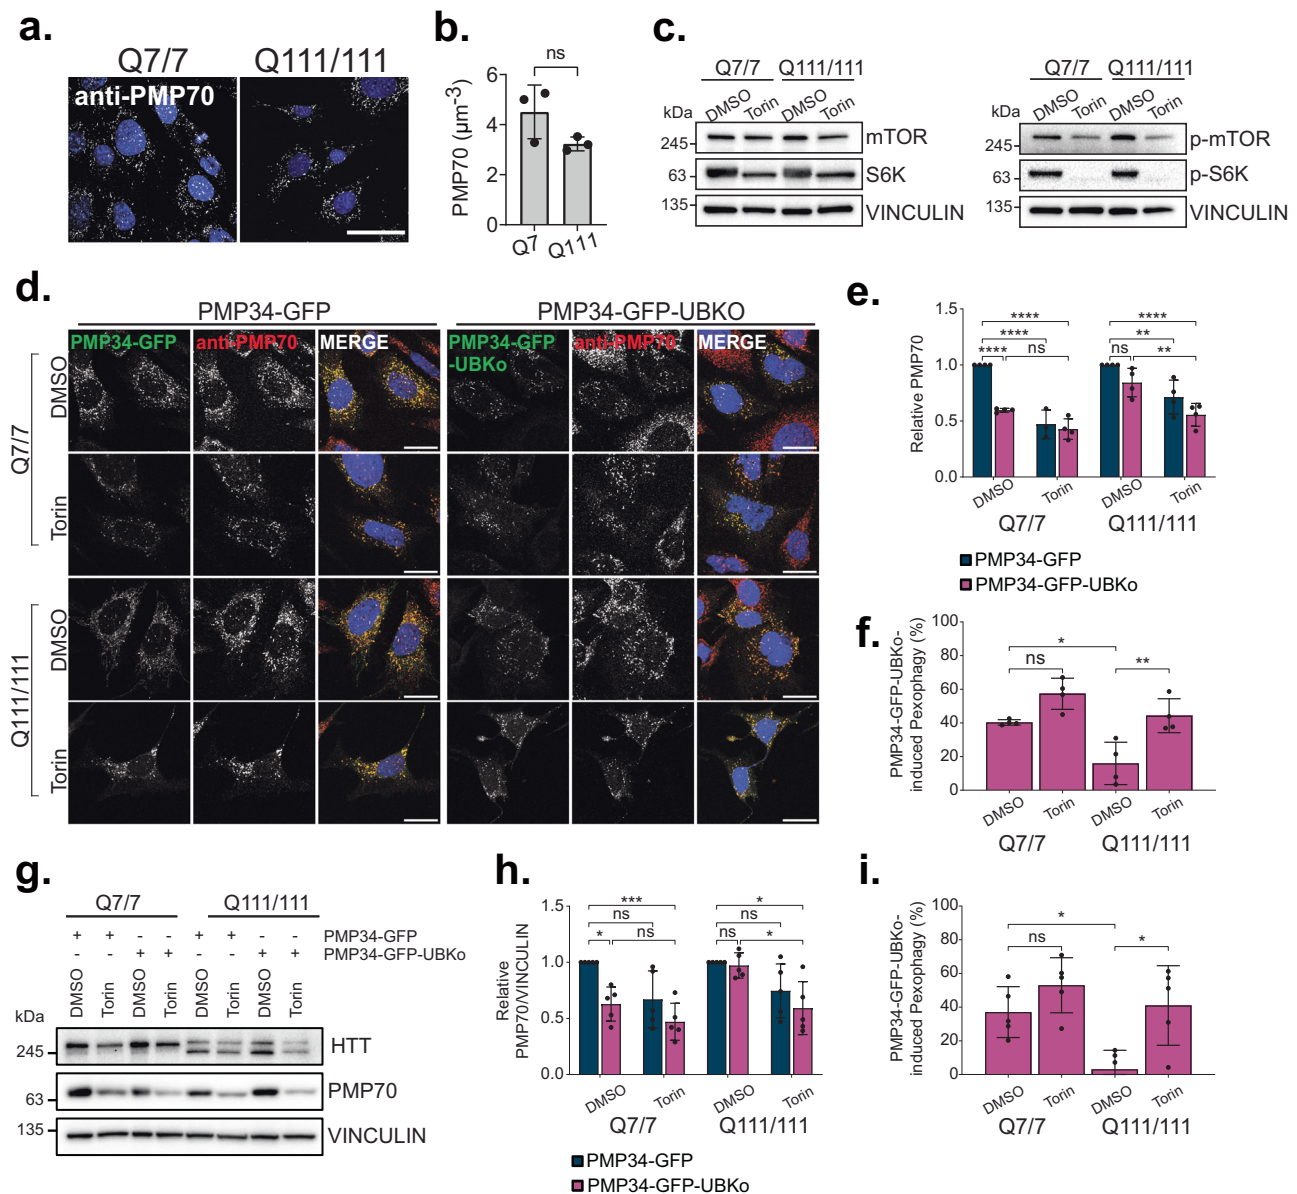 a.
Q7/7 Q111/111
anti-PMP70
b.
ns
PMP70 (µm⁻³)
6
4
2
0
Q7 Q111
c.
Q7/7 Q111/111
kDa DMSO Torin DMSO Torin
245 mTOR
63 S6K
135 VINCULIN
Q7/7 Q111/111
kDa DMSO Torin DMSO Torin
245 p-mTOR
63 p-S6K
135 VINCULIN
d.
PMP34-GFP PMP34-GFP-UBKO
PMP34-GFP anti-PMP70 MERGE PMP34-GFP anti-PMP70 MERGE
-UBKo
Q7/7
DMSO
Torin
Q111/111
DMSO
Torin
e.
Relative PMP70
1.5
1.0
0.5
0.0
**** ****
**** **
**** ns ns **
DMSO Torin DMSO Torin
Q7/7 Q111/111
PMP34-GFP
PMP34-GFP-UBKo
f.
PMP34-GFP-UBKo-
induced Pexophagy (%)
100
80
60
40
20
0
*
ns **
DMSO Torin DMSO Torin
Q7/7 Q111/111
g.
Q7/7 Q111/111
+ + - - + + - - PMP34-GFP
- - + + - - + + PMP34-GFP-UBKo
DMSO Torin DMSO Torin DMSO Torin DMSO Torin
kDa
245 HTT
63 PMP70
135 VINCULIN
h.
Relative
PMP70/VINCULIN
1.5
1.0
0.5
0.0
*** *
ns ns
* ns ns *
DMSO Torin DMSO Torin
Q7/7 Q111/111
PMP34-GFP
PMP34-GFP-UBKo
i.
PMP34-GFP-UBKo-
induced Pexophagy (%)
100
80
60
40
20
0
*
ns *
DMSO Torin DMSO Torin
Q7/7 Q111/111